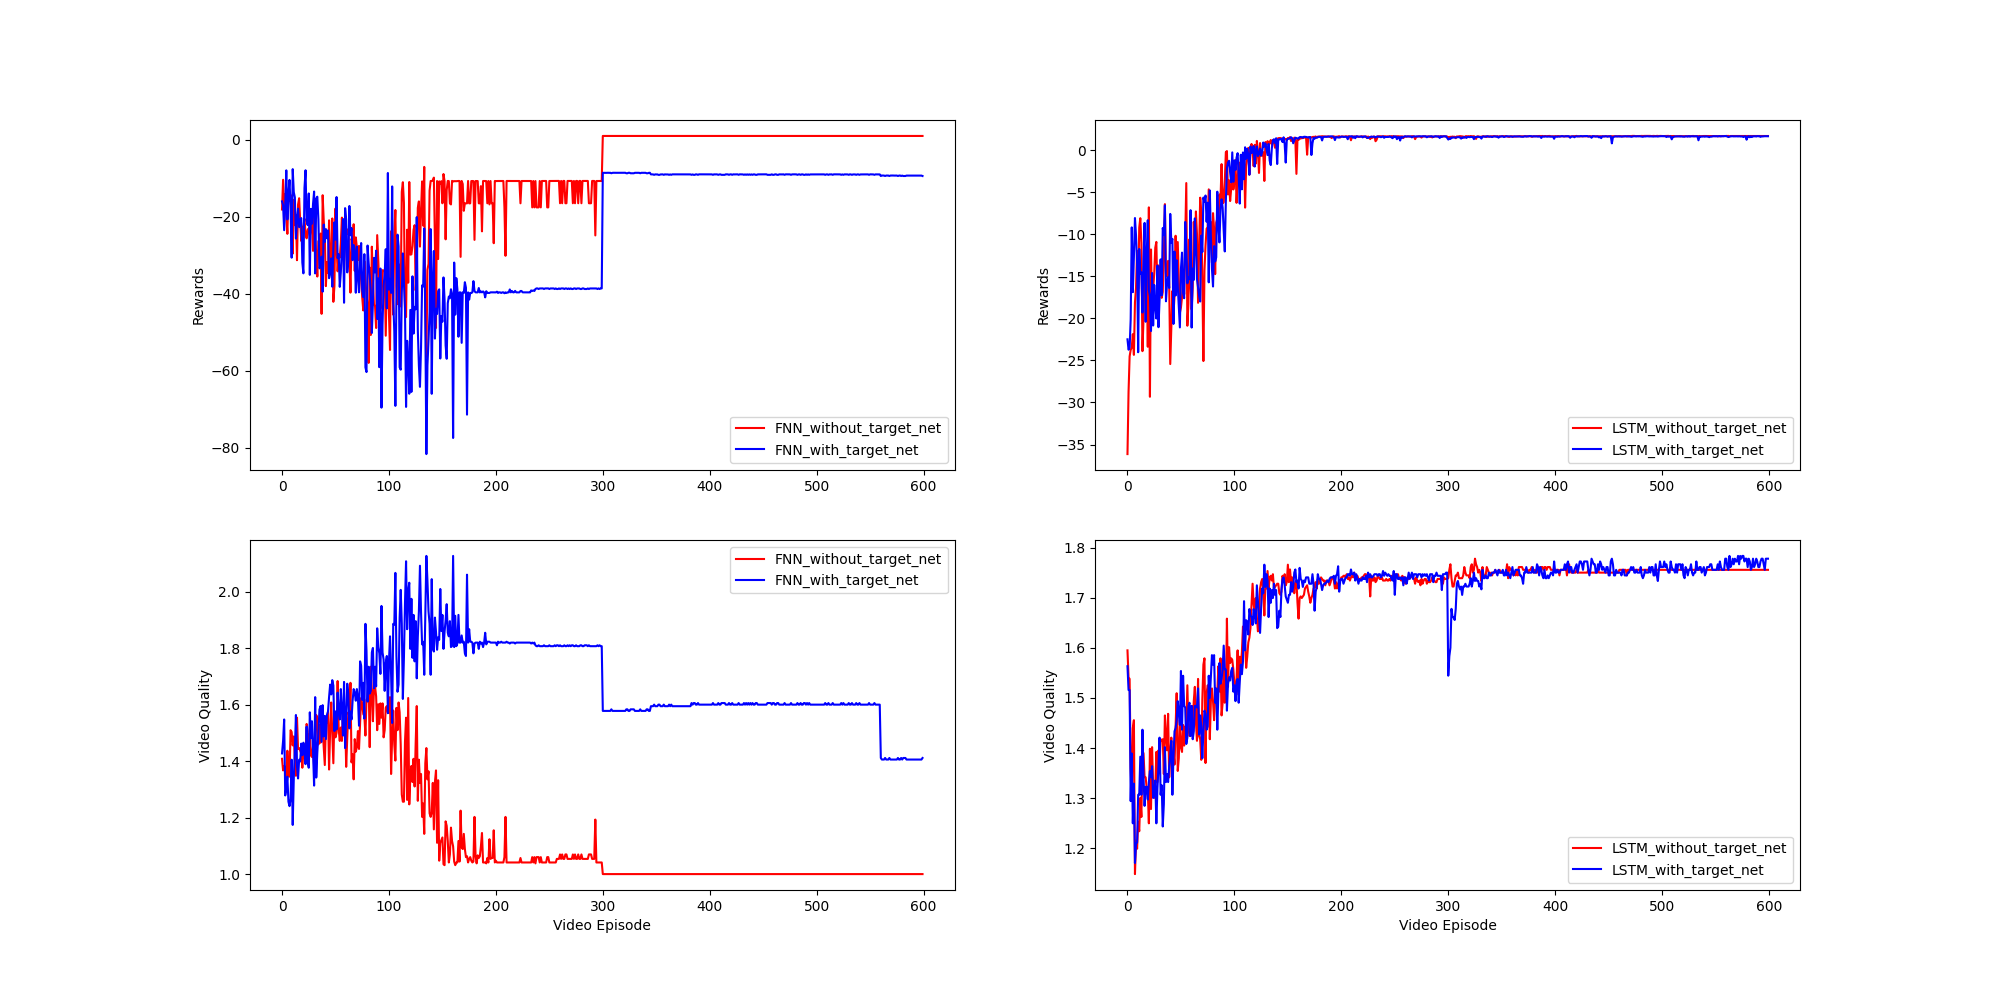 0
−20
−40
−60
−80
Rewards
0 100 200 300 400 500 600
FNN_without_target_net
FNN_with_target_net
0
−5
−10
−15
−20
−25
−30
−35
Rewards
0 100 200 300 400 500 600
LSTM_without_target_net
LSTM_with_target_net
2.0
1.8
1.6
1.4
1.2
1.0
Video Quality
FNN_without_target_net
FNN_with_target_net
0 100 200 300 400 500 600
Video Episode
1.8
1.7
1.6
1.5
1.4
1.3
1.2
Video Quality
LSTM_without_target_net
LSTM_with_target_net
0 100 200 300 400 500 600
Video Episode